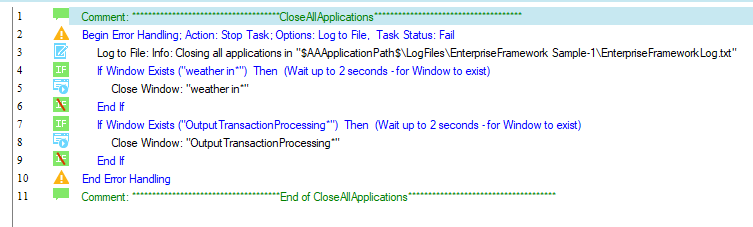 1 Comment: *************************************CloseAllApplications*************************************
2 Begin Error Handling; Action: Stop Task; Options: Log to File,  Task Status: Fail
3 Log to File: Info: Closing all applications in "$AAApplicationPath$\LogFiles\EnterpriseFramework Sample-1\EnterpriseFrameworkLog.txt"
4 IF If Window Exists ("weather in*")  Then  (Wait up to 2 seconds - for Window to exist)
5 Close Window: "weather in*"
6 IF End If
7 IF If Window Exists ("OutputTransactionProcessing*")  Then  (Wait up to 2 seconds - for Window to exist)
8 Close Window: "OutputTransactionProcessing*"
9 IF End If
10 End Error Handling
11 Comment: *************************************End of CloseAllApplications*************************************